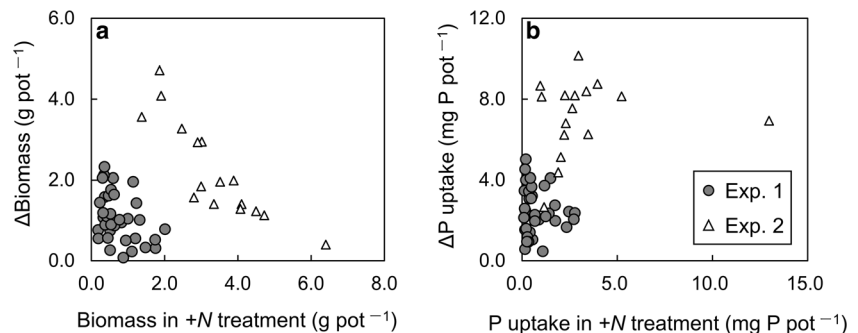 a
6.0
4.0
2.0
0.0
0.0 2.0 4.0 6.0 8.0
ΔBiomass (g pot −1)
Biomass in +N treatment (g pot −1)
b
12.0
8.0
4.0
0.0
0.0 5.0 10.0 15.0
ΔP uptake (mg P pot −1)
P uptake in +N treatment (mg P pot −1)
Exp. 1
Exp. 2